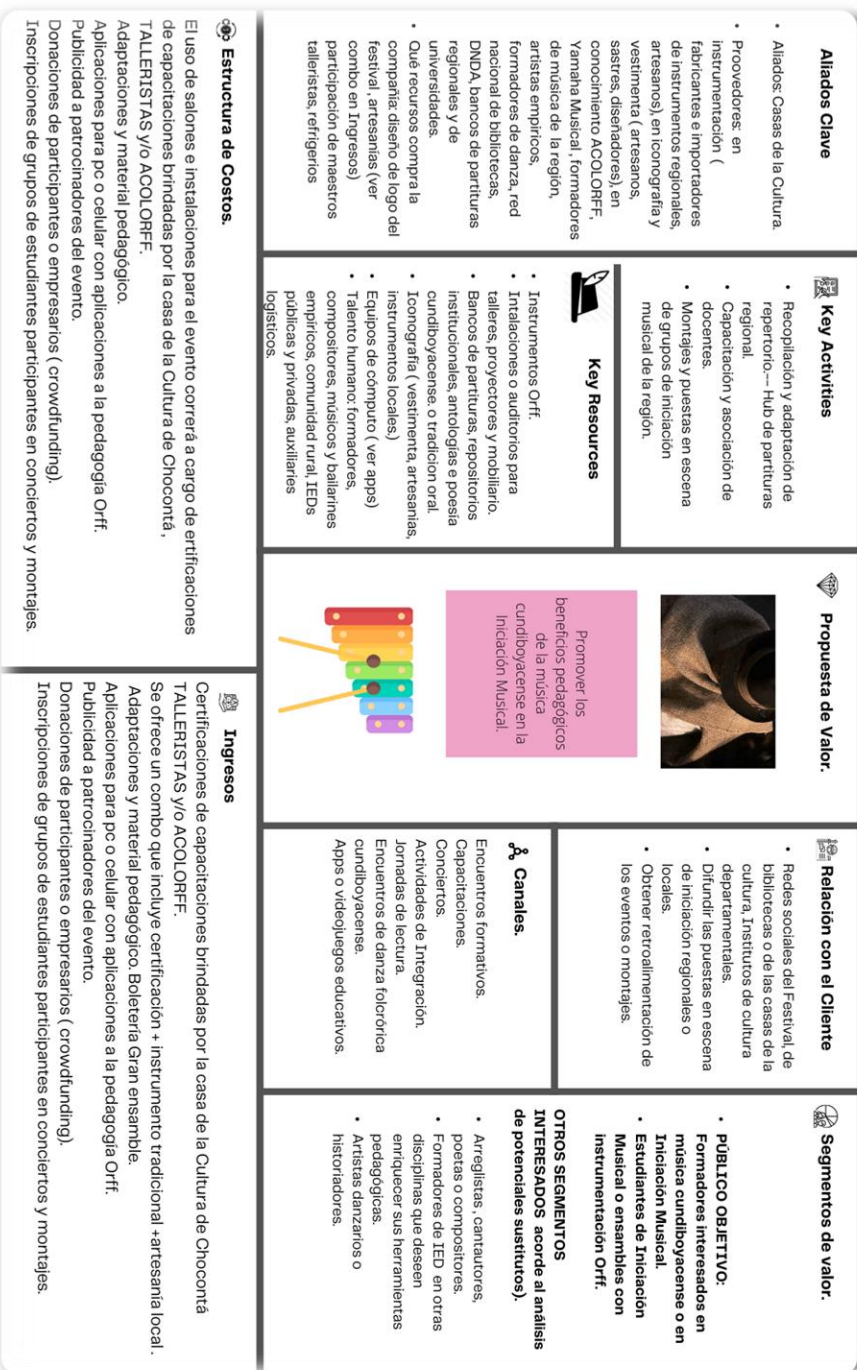 Aliados Clave
• Aliados: Casas de la Cultura.
• Proovedores: en
instrumentación (
fabricantes e importadores
de instrumentos regionales,
artesanos), en iconografía y
vestimenta ( artesanos,
sastres, diseñadores), en
conocimiento ACOLORFF,
Yamaha Musical , formadores
de música de la región,
artistas empíricos,
formadores de danza, red
nacional de bibliotecas,
DNDA, bancos de partituras
regionales y de
universidades.
• Qué recursos compra la
compañía: diseño de logo del
festival , artesanías (ver
combo en Ingresos)
participación de maestros
talleristas, refrigerios
Key Activities
• Recopilación y adaptación de
repertorio.-- Hub de partituras
regional.
• Capacitación y asociación de
docentes.
• Montajes y puestas en escena
de grupos de iniciación
musical de la región.
Key Resources
• Instrumentos Orff.
• Intalaciones o auditorios para
talleres, proyectores y mobiliario.
• Bancos de partituras, repositorios
institucionales, antologías e poesía
cundiboyacense. o tradicion oral.
• Iconografía ( vestimenta, artesanías,
instrumentos locales.)
• Equipos de cómputo ( ver apps)
• Talento humano: formadores,
compositores, músicos y bailarines
empíricos, comunidad rural, IEDs
públicas y privadas, auxiliaries
logísticos.
Propuesta de Valor.
Promover los
beneficios pedagógicos
de la música
cundiboyacense en la
Iniciación Musical.
Relación con el Cliente
• Redes sociales del Festival, de
bibliotecas o de las casas de la
cultura, Institutos de cultura
departamentales.
• Difundir las puestas en escena
de iniciación regionales o
locales.
• Obtener retroalimentación de
los eventos o montajes.
Canales.
Encuentros formativos.
Capacitaciones.
Conciertos.
Actividades de Integración.
Jornadas de lectura.
Encuentros de danza folcrórica
cundiboyacense.
Apps o videojuegos educativos.
Segmentos de valor.
• PÚBLICO OBJETIVO:
Formadores interesados en
música cundiboyacense o en
Iniciación Musical.
• Estudiantes de Iniciación
Musical o ensambles con
instrumentación Orff.
OTROS SEGMENTOS
INTERESADOS acorde al análisis
de potenciales sustitutos).
• Arreglistas , cantautores,
poetas o compositores.
• Formadores de IED en otras
disciplinas que deseen
enriquecer sus herramientas
pedagógicas.
• Artistas danzarios o
historiadores.
Estructura de Costos.
El uso de salones e instalaciones para el evento correrá a cargo de ertificaciones
de capacitaciones brindadas por la casa de la Cultura de Chocontá ,
TALLERISTAS y/o ACOLORFF.
Adaptaciones y material pedagógico.
Aplicaciones para pc o celular con aplicaciones a la pedagogía Orff.
Publicidad a patrocinadores del evento.
Donaciones de participantes o empresarios ( crowdfunding).
Inscripciones de grupos de estudiantes participantes en conciertos y montajes.
Ingresos
Certificaciones de capacitaciones brindadas por la casa de la Cultura de Chocontá
TALLERISTAS y/o ACOLORFF.
Se ofrece un combo que incluye certificación + instrumento tradicional +artesanía local .
Adaptaciones y material pedagógico. Boletería Gran ensamble.
Aplicaciones para pc o celular con aplicaciones a la pedagogía Orff.
Publicidad a patrocinadores del evento.
Donaciones de participantes o empresarios ( crowdfunding).
Inscripciones de grupos de estudiantes participantes en conciertos y montajes.